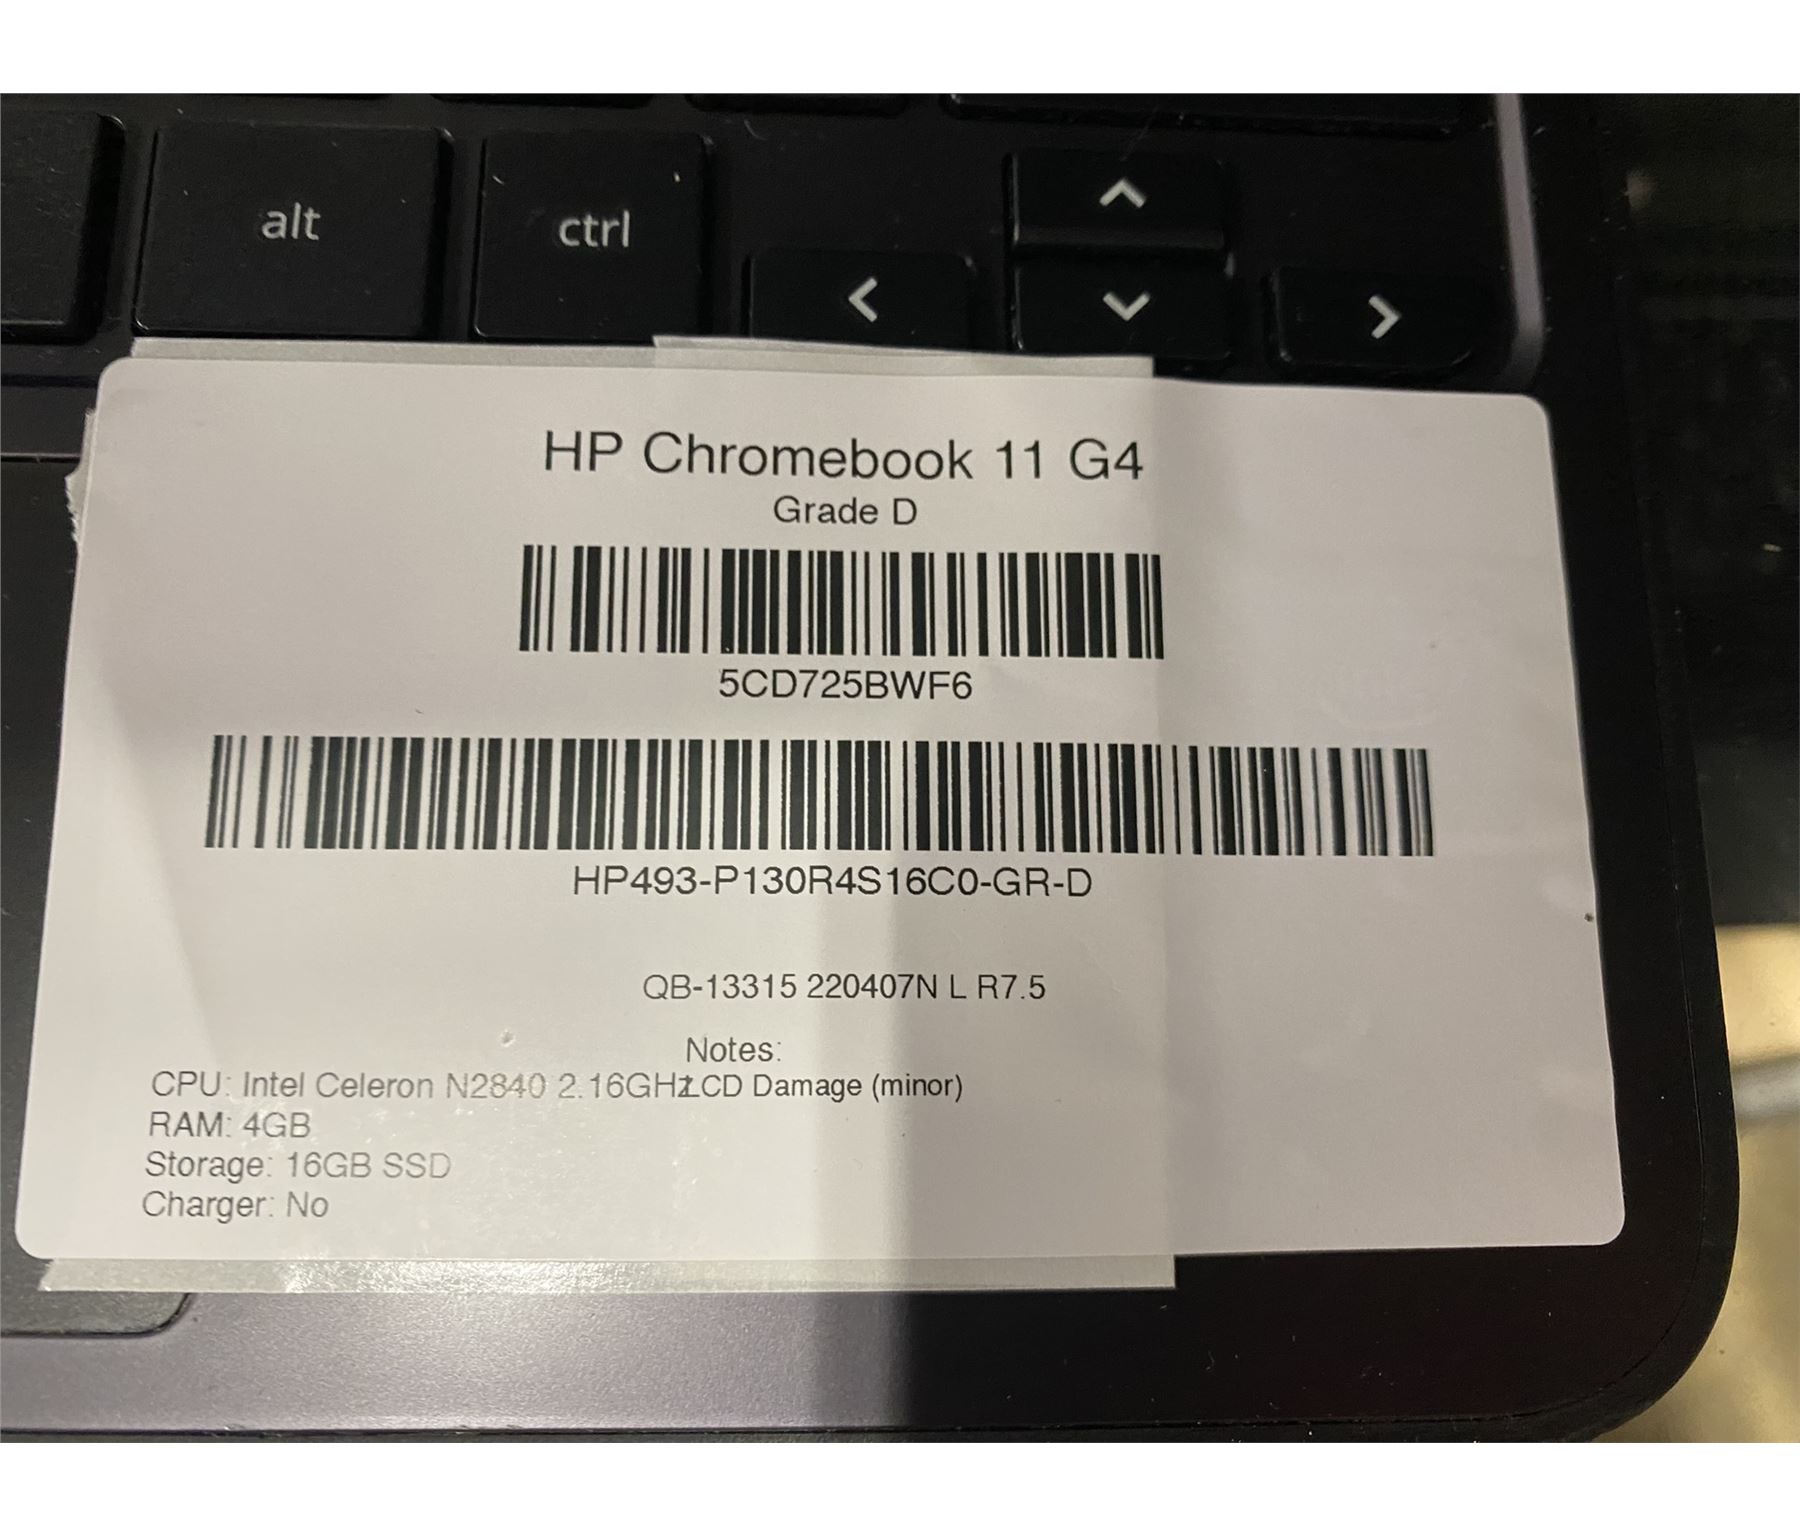 alt
ctrl
HP Chromebook 11 G4
Grade D
5CD725BWF6
HP493-P130R4S16C0-GR-D
QB-13315 220407N L R7.5
Notes:
CPU: Intel Celeron N2840 2.16GHz LCD Damage (minor)
RAM: 4GB
Storage: 16GB SSD
Charger: No